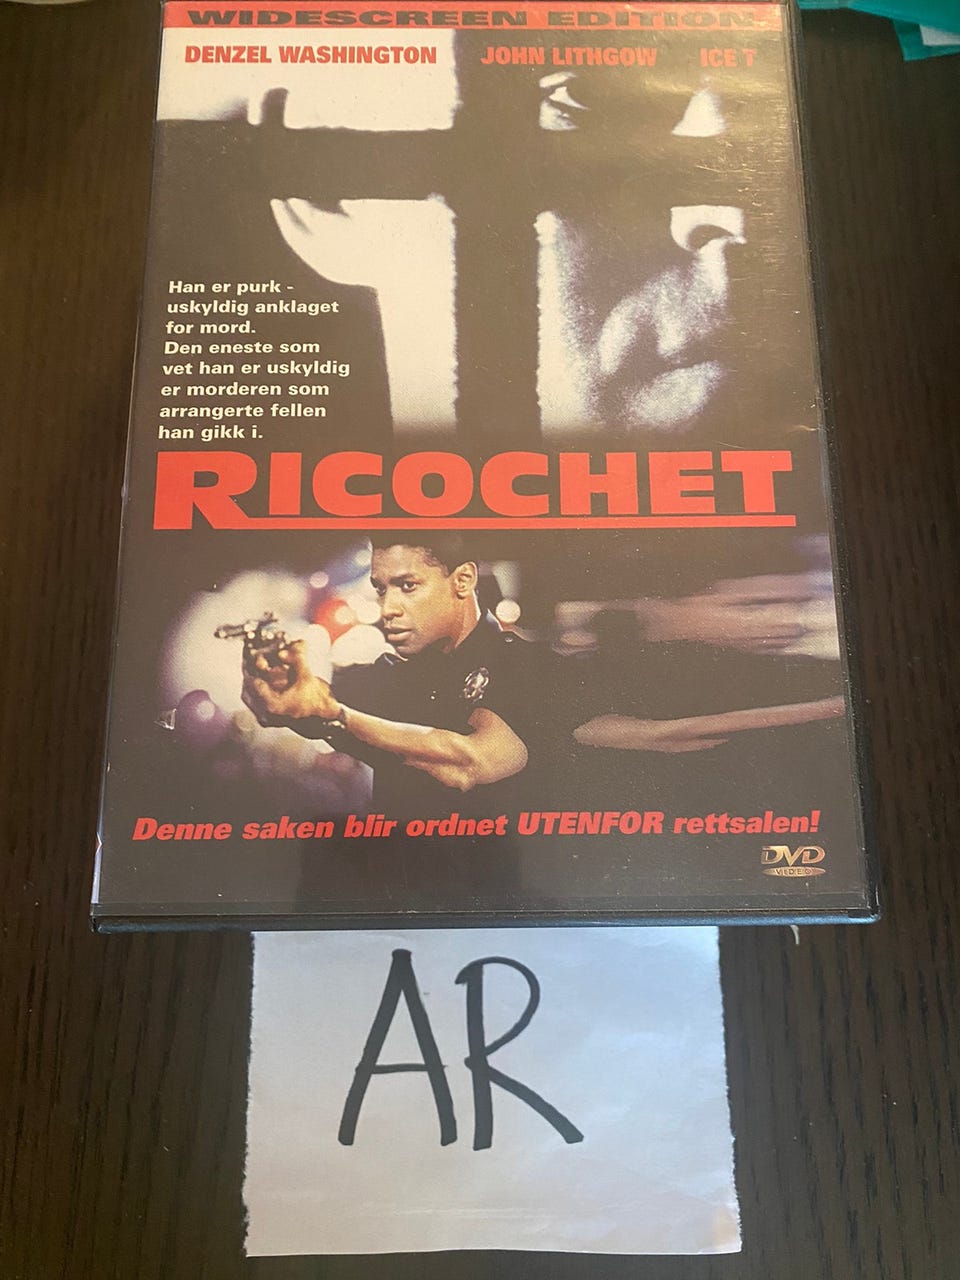 WIDESCREEN EDITION
DENZEL WASHINGTON JOHN LITHGOW ICE T
Han er purk -
uskyldig anklaget
for mord.
Den eneste som
vet han er uskyldig
er morderen som
arrangerte fellen
han gikk i.
RICOCHET
Denne saken blir ordnet UTENFOR rettsalen!
DVD
VIDEO
AR